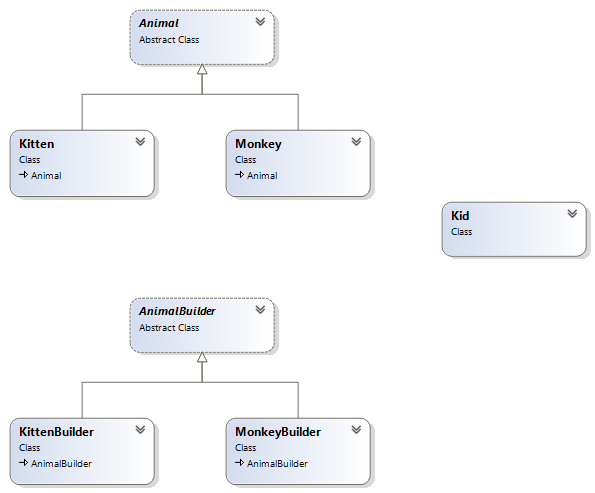 Animal
Abstract Class
Kitten
Class
Animal
Monkey
Class
Animal
Kid
Class
AnimalBuilder
Abstract Class
KittenBuilder
Class
AnimalBuilder
MonkeyBuilder
Class
AnimalBuilder